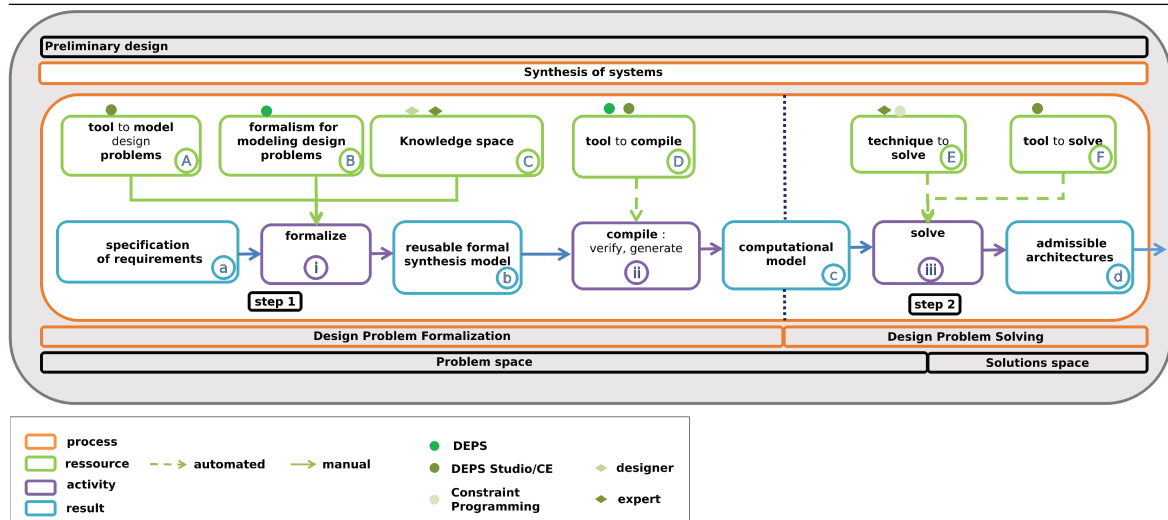 Preliminary design
Synthesis of systems
tool to model
design
problems
A
formalism for
modeling design
problems
B
Knowledge space
C
tool to compile
D
technique to
solve
E
tool to solve
F
specification
of requirements
a
formalize
i
reusable formal
synthesis model
b
compile :
verify, generate
ii
computational
model
c
solve
iii
admissible
architectures
d
step 1
step 2
Design Problem Formalization
Design Problem Solving
Problem space
Solutions space
process
ressource
activity
result
automated
manual
DEPS
DEPS Studio/CE
Constraint
Programming
designer
expert